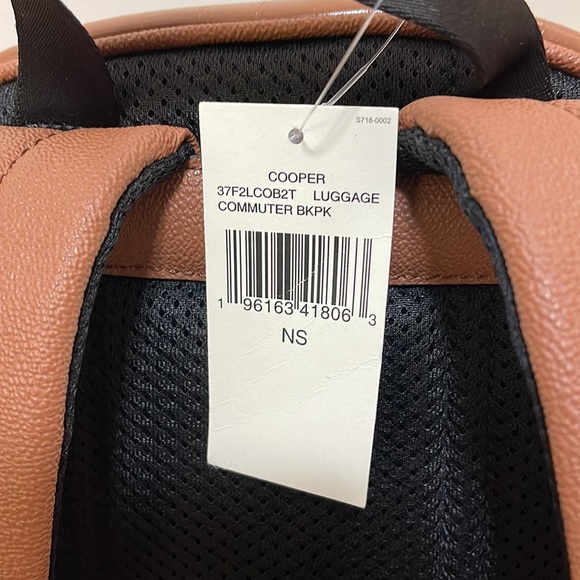 S718-0002
COOPER
37F2LCOB2T LUGGAGE
COMMUTER BKPK
1 96163 41806 3
NS